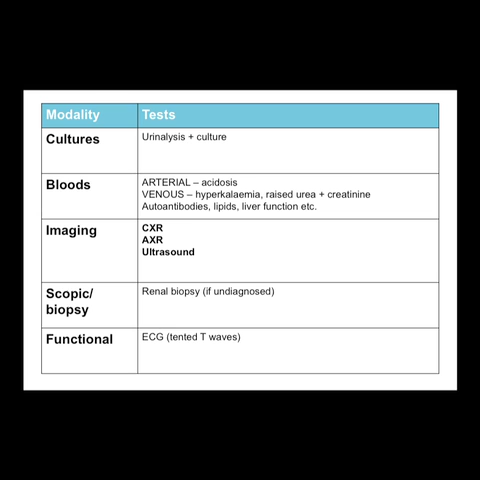 Modality Tests
Cultures Urinalysis + culture
Bloods ARTERIAL – acidosis
VENOUS – hyperkalaemia, raised urea + creatinine
Autoantibodies, lipids, liver function etc.
Imaging CXR
AXR
Ultrasound
Scopic/ Renal biopsy (if undiagnosed)
biopsy
Functional ECG (tented T waves)